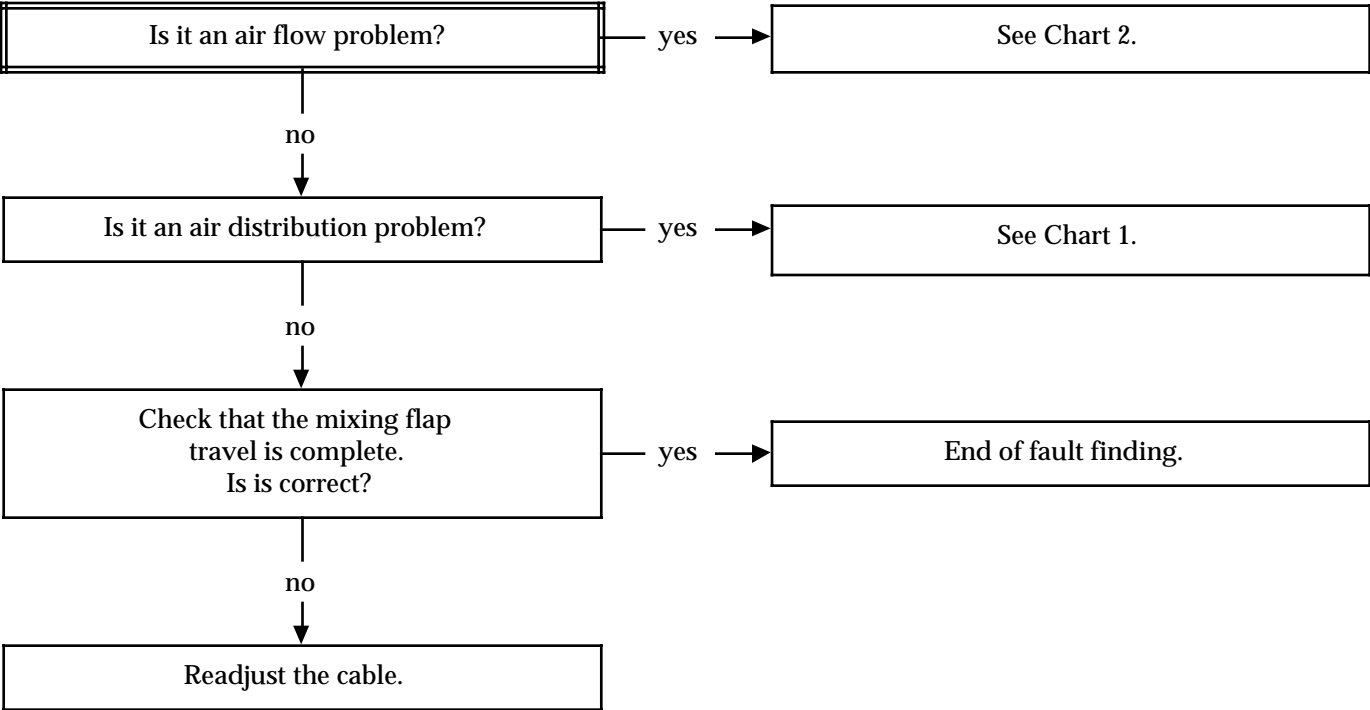 Is it an air flow problem?
yes
See Chart 2.
no
Is it an air distribution problem?
yes
See Chart 1.
no
Check that the mixing flap
travel is complete.
Is is correct?
yes
End of fault finding.
no
Readjust the cable.